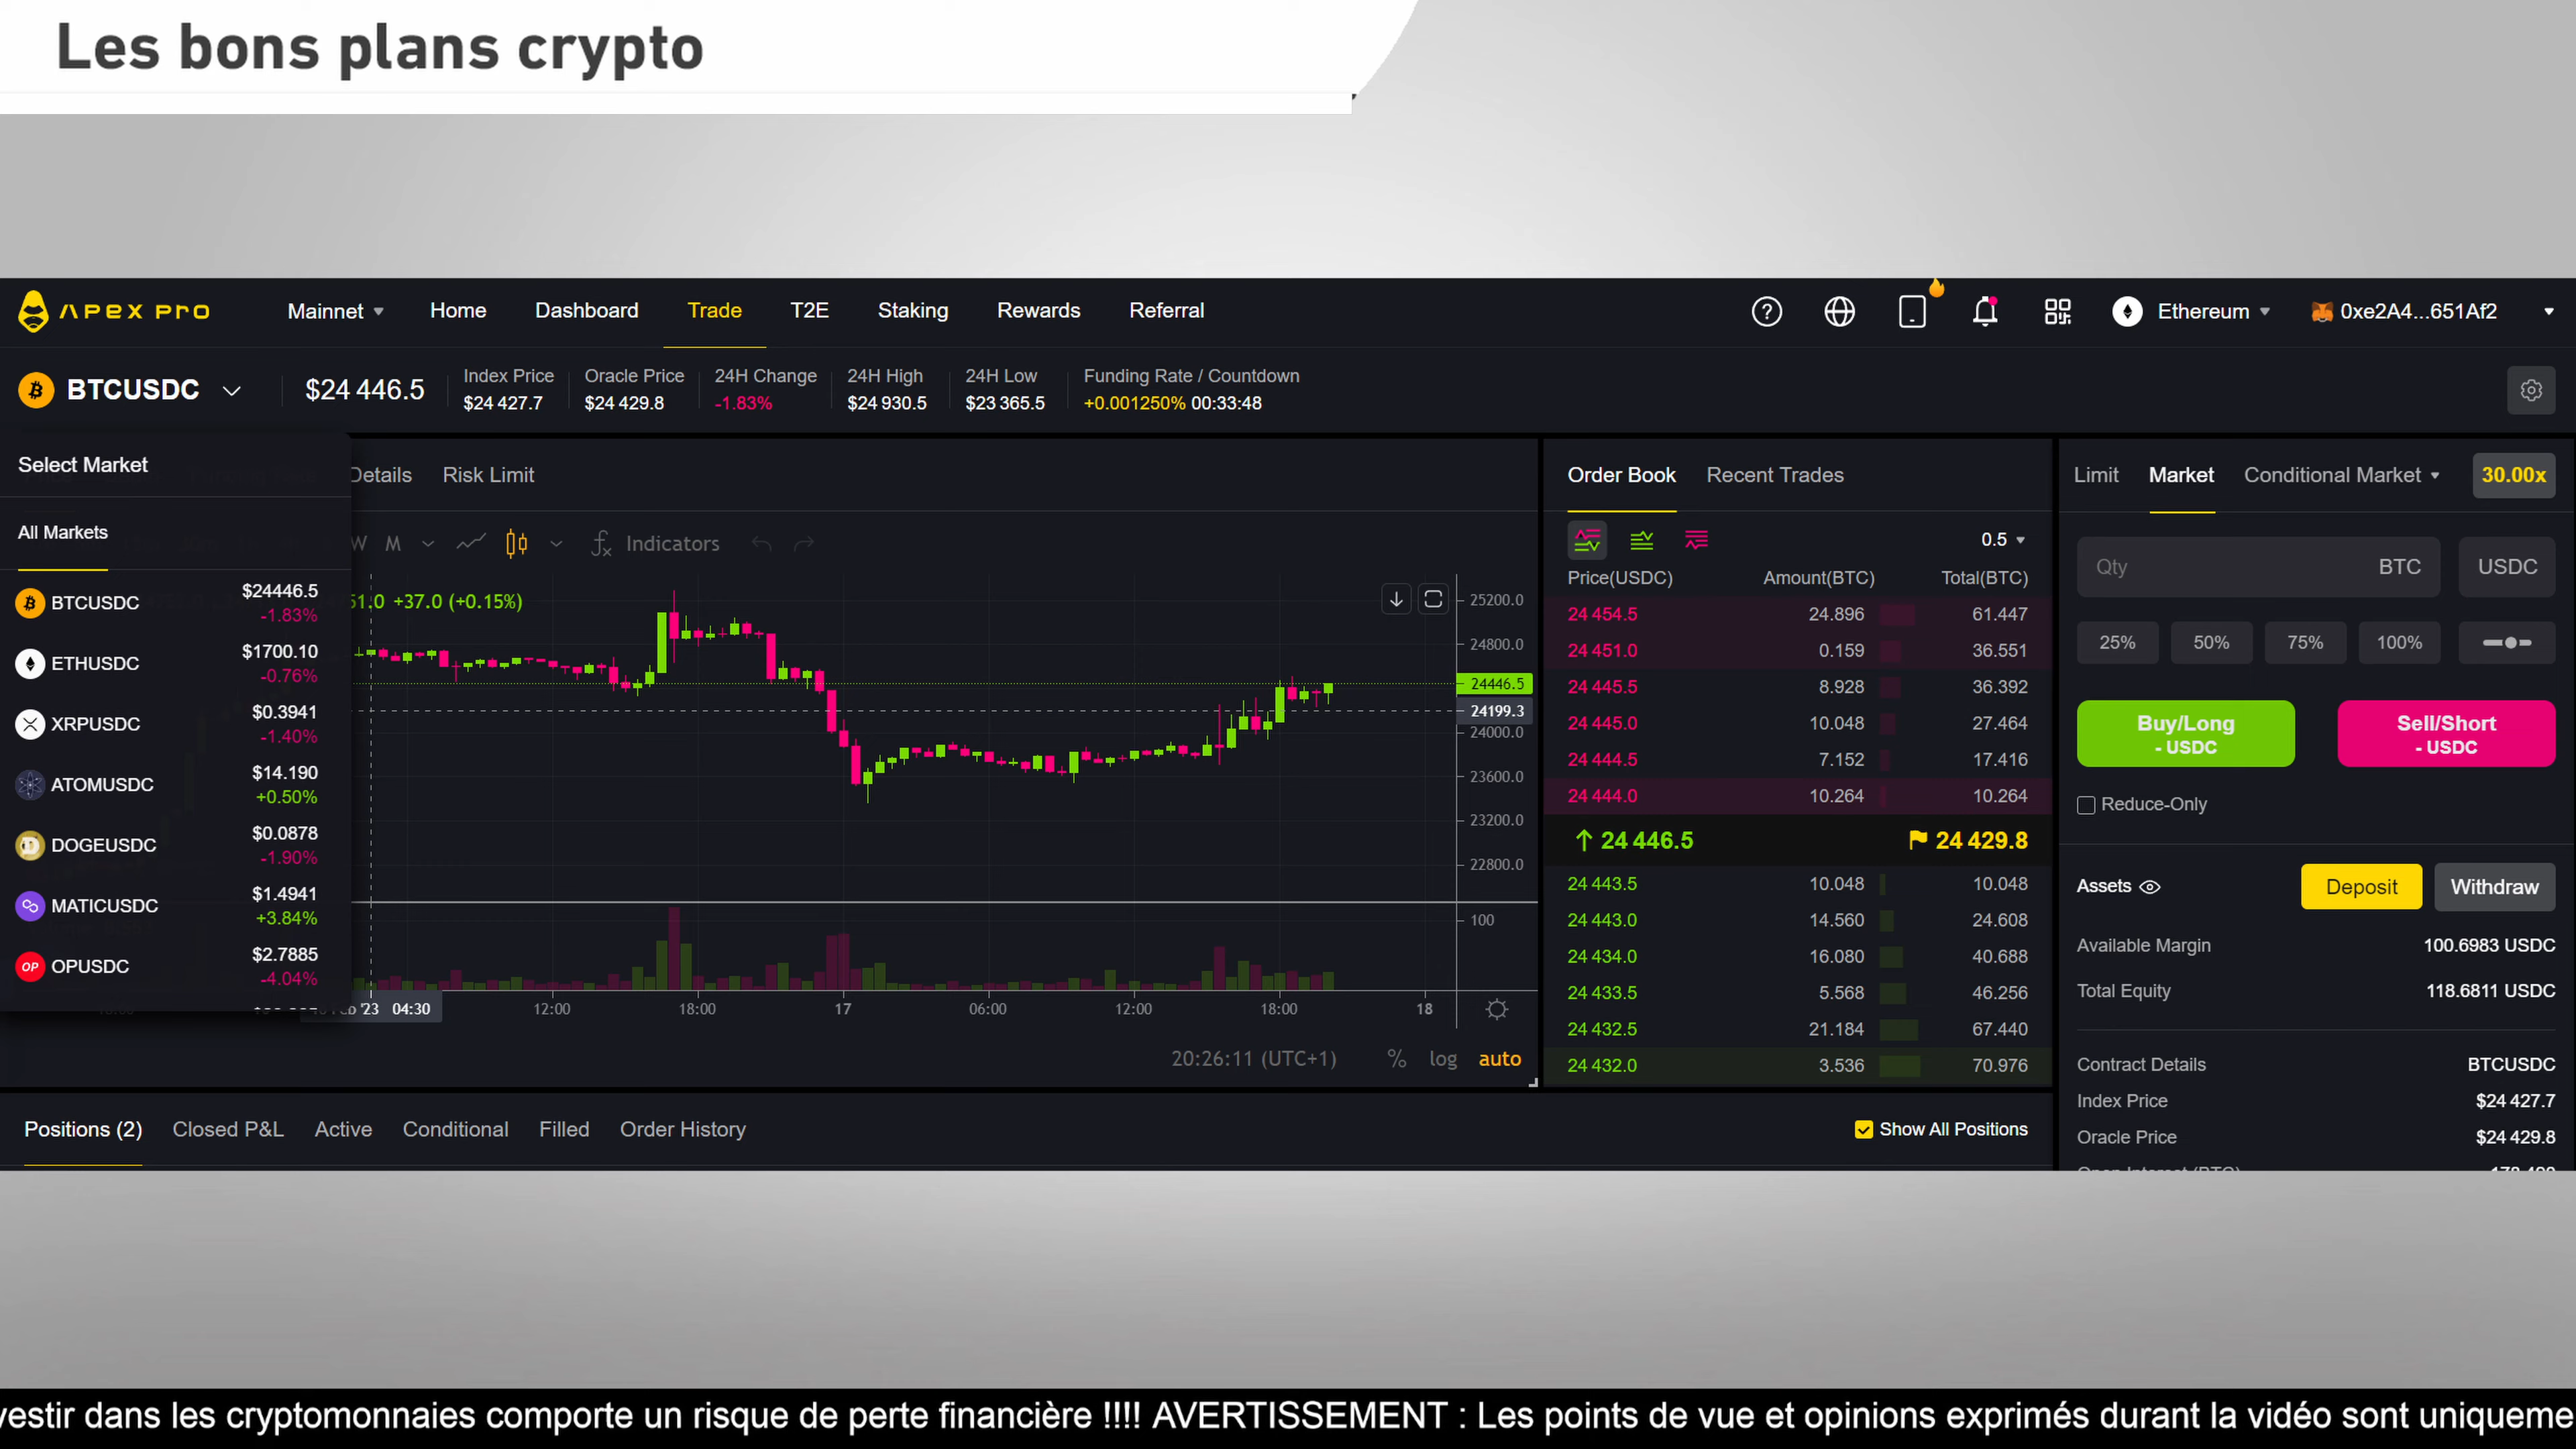 Les bons plans crypto
APEX PRO
Mainnet
Home
Dashboard
Trade
T2E
Staking
Rewards
Referral
Ethereum
0xe2A4...651Af2
BTCUSDC
$24 446.5
Index Price
$24 427.7
Oracle Price
$24 429.8
24H Change
-1.83%
24H High
$24 930.5
24H Low
$23 365.5
Funding Rate / Countdown
+0.001250% 00:33:48
Select Market
All Markets
BTCUSDC $24446.5
-1.83%
ETHUSDC $1700.10
-0.76%
XRPUSDC $0.3941
-1.40%
ATOMUSDC $14.190
+0.50%
DOGEUSDC $0.0878
-1.90%
MATICUSDC $1.4941
+3.84%
OP OPUSDC $2.7885
-4.04%
Details
Risk Limit
W M
Indicators
51.0 +37.0 (+0.15%)
25200.0
24800.0
24446.5
24199.3
24000.0
23600.0
23200.0
22800.0
100
'23 04:30
12:00
18:00
17
06:00
12:00
18:00
18
20:26:11 (UTC+1)
%
log
auto
Order Book
Recent Trades
0.5
Price(USDC) Amount(BTC) Total(BTC)
24 454.5 24.896 61.447
24 451.0 0.159 36.551
24 445.5 8.928 36.392
24 445.0 10.048 27.464
24 444.5 7.152 17.416
24 444.0 10.264 10.264
24 446.5 24 429.8
24 443.5 10.048 10.048
24 443.0 14.560 24.608
24 434.0 16.080 40.688
24 433.5 5.568 46.256
24 432.5 21.184 67.440
24 432.0 3.536 70.976
Limit
Market
Conditional Market
30.00x
Qty BTC
USDC
25%
50%
75%
100%
Buy/Long
- USDC
Sell/Short
- USDC
Reduce-Only
Assets
Deposit
Withdraw
Available Margin 100.6983 USDC
Total Equity 118.6811 USDC
Contract Details BTCUSDC
Index Price $24 427.7
Oracle Price $24 429.8
Positions (2)
Closed P&L
Active
Conditional
Filled
Order History
Show All Positions
vestir dans les cryptomonnaies comporte un risque de perte financière !!!! AVERTISSEMENT : Les points de vue et opinions exprimés durant la vidéo sont uniqueme